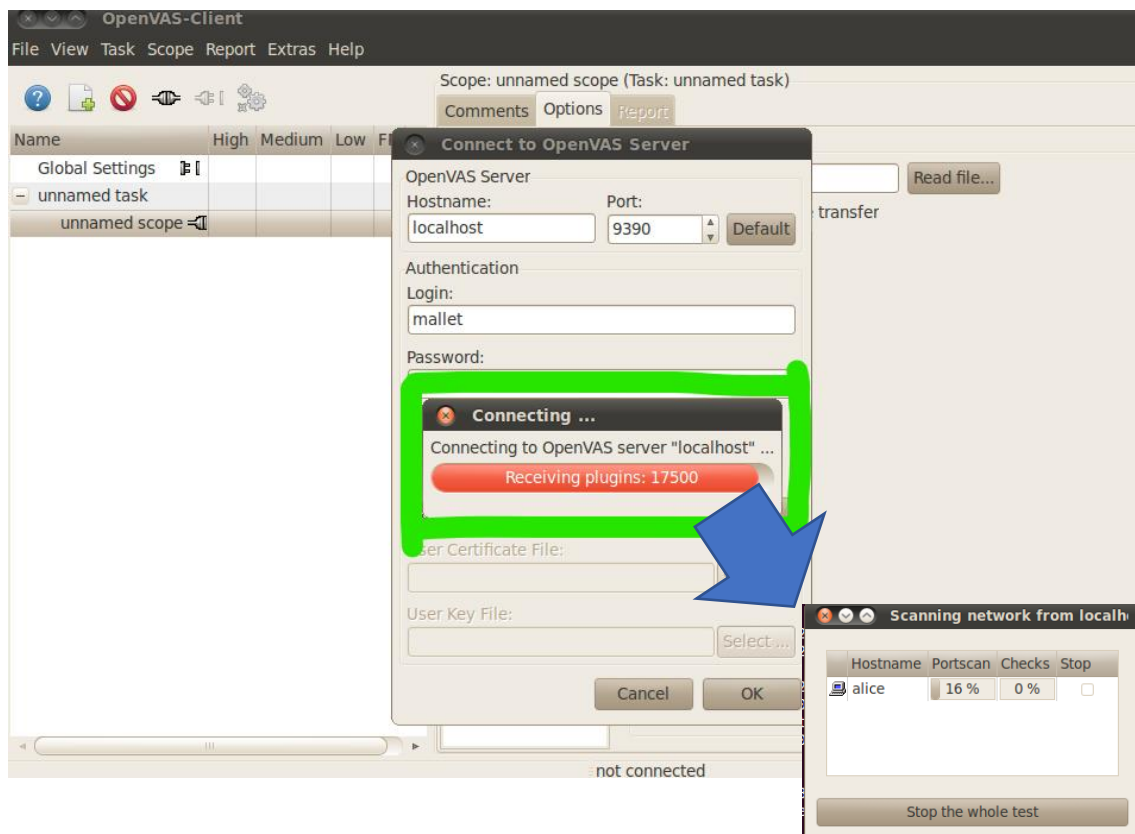 OpenVAS-Client
File View Task Scope Report Extras Help
Scope: unnamed scope (Task: unnamed task)
Comments Options Report
Name High Medium Low
Global Settings
unnamed task
unnamed scope
Connect to OpenVAS Server
OpenVAS Server
Hostname: Port:
localhost 9390 Default
Authentication
Login:
mallet
Password:
Read file...
transfer
Connecting ...
Connecting to OpenVAS server "localhost" ...
Receiving plugins: 17500
User Certificate File:
User Key File:
Select ...
Cancel OK
not connected
Scanning network from localh
Hostname Portscan Checks Stop
alice 16 % 0 %
Stop the whole test